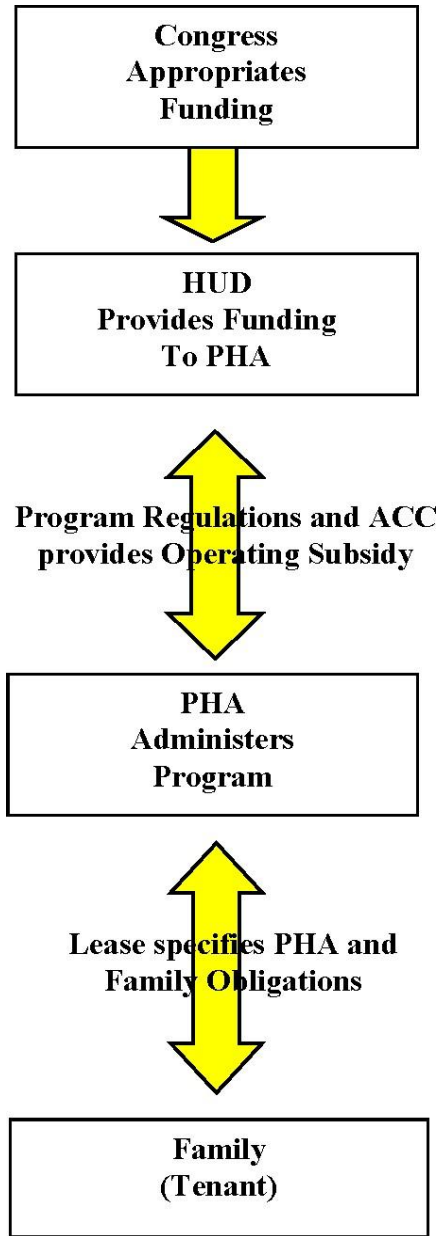 Congress
Appropriates
Funding
HUD
Provides Funding
To PHA
Program Regulations and ACC
provides Operating Subsidy
PHA
Administers
Program
Lease specifies PHA and
Family Obligations
Family
(Tenant)